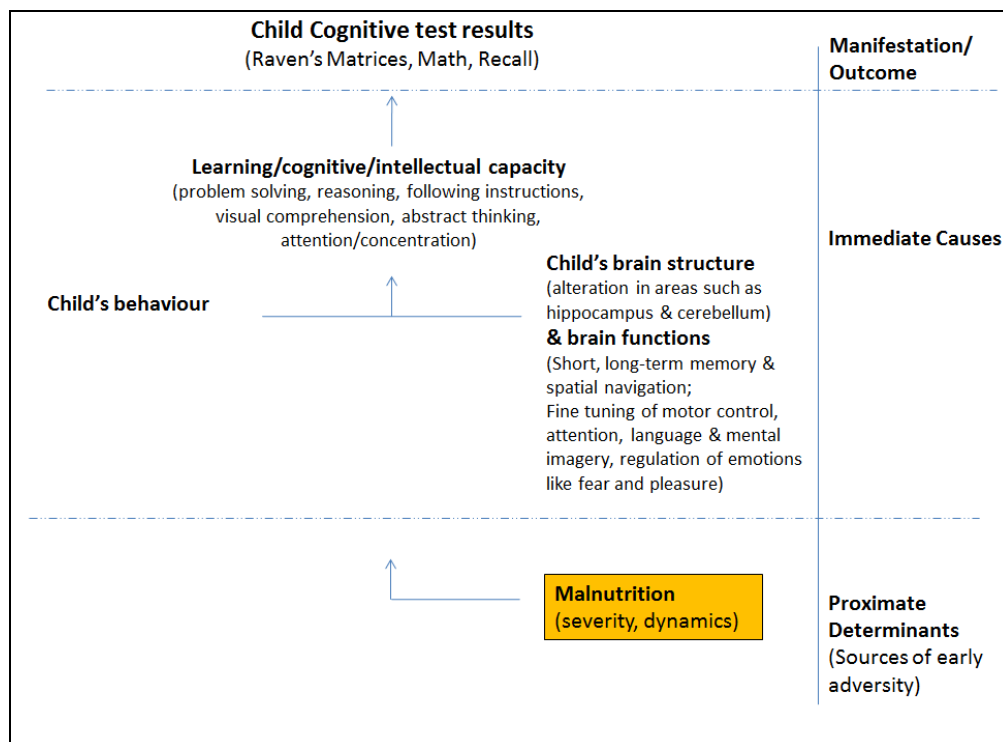 Child Cognitive test results
(Raven's Matrices, Math, Recall)
Manifestation/
Outcome
Learning/cognitive/intellectual capacity
(problem solving, reasoning, following instructions,
visual comprehension, abstract thinking,
attention/concentration)
Immediate Causes
Child's behaviour
Child's brain structure
(alteration in areas such as
hippocampus & cerebellum)
& brain functions
(Short, long-term memory &
spatial navigation;
Fine tuning of motor control,
attention, language & mental
imagery, regulation of emotions
like fear and pleasure)
Malnutrition
(severity, dynamics)
Proximate
Determinants
(Sources of early
adversity)